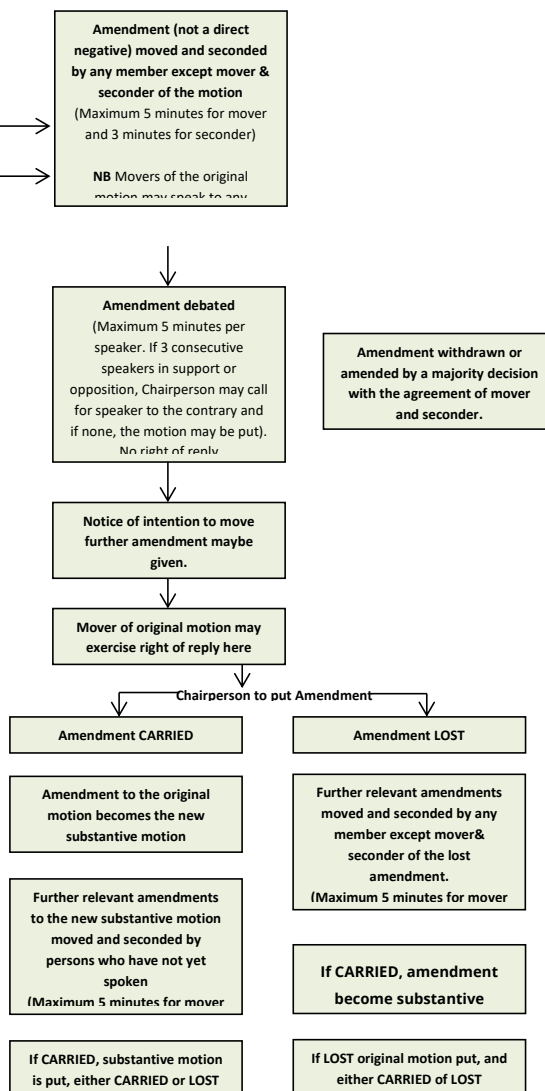 Amendment (not a direct
negative) moved and seconded
by any member except mover &
seconder of the motion
(Maximum 5 minutes for mover
and 3 minutes for seconder)
NB Movers of the original
motion may speak to any
Amendment debated
(Maximum 5 minutes per
speaker. If 3 consecutive
speakers in support or
opposition, Chairperson may call
for speaker to the contrary and
if none, the motion may be put).
No right of reply
Amendment withdrawn or
amended by a majority decision
with the agreement of mover
and seconder.
Notice of intention to move
further amendment maybe
given.
Mover of original motion may
exercise right of reply here
Chairperson to put Amendment
Amendment CARRIED
Amendment LOST
Amendment to the original
motion becomes the new
substantive motion
Further relevant amendments
moved and seconded by any
member except mover&
seconder of the lost
amendment.
(Maximum 5 minutes for mover
Further relevant amendments
to the new substantive motion
moved and seconded by
persons who have not yet
spoken
(Maximum 5 minutes for mover
If CARRIED, amendment
become substantive
If CARRIED, substantive motion
is put, either CARRIED or LOST
If LOST original motion put, and
either CARRIED of LOST